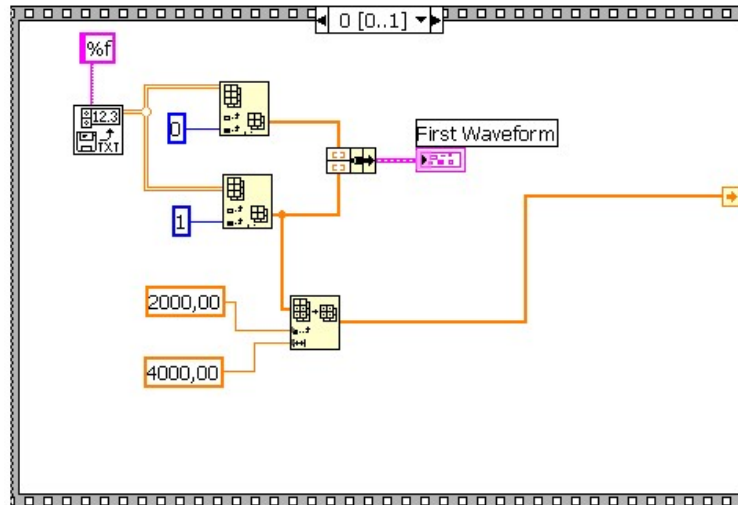 0 [0..1]
%f
12.3
TXT
0
First Waveform
1
2000,00
4000,00